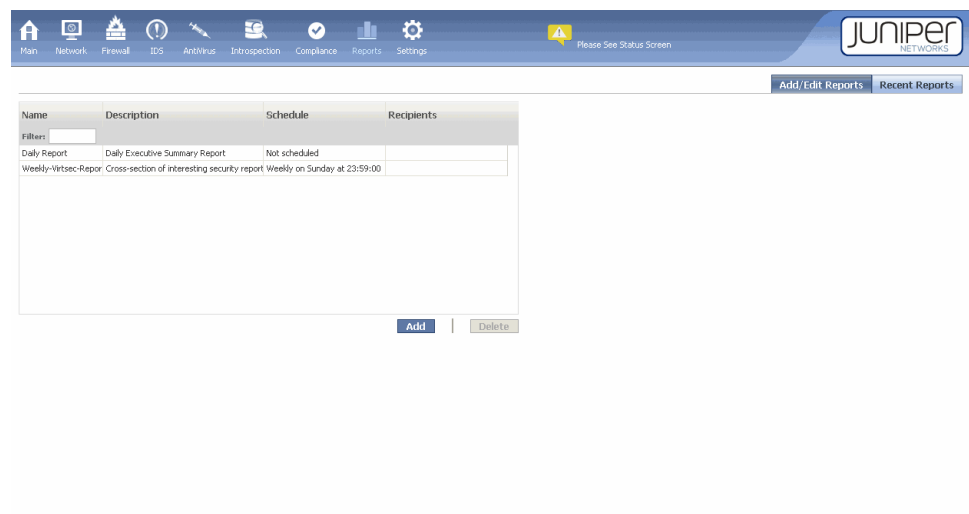 Main Network Firewall IDS AntiVirus Introspection Compliance Reports Settings
Please See Status Screen
JUNIPER
NETWORKS
Add/Edit Reports Recent Reports
Name Description Schedule Recipients
Filter:
Daily Report Daily Executive Summary Report Not scheduled
Weekly-Virtsec-Repor Cross-section of interesting security report Weekly on Sunday at 23:59:00
Add | Delete